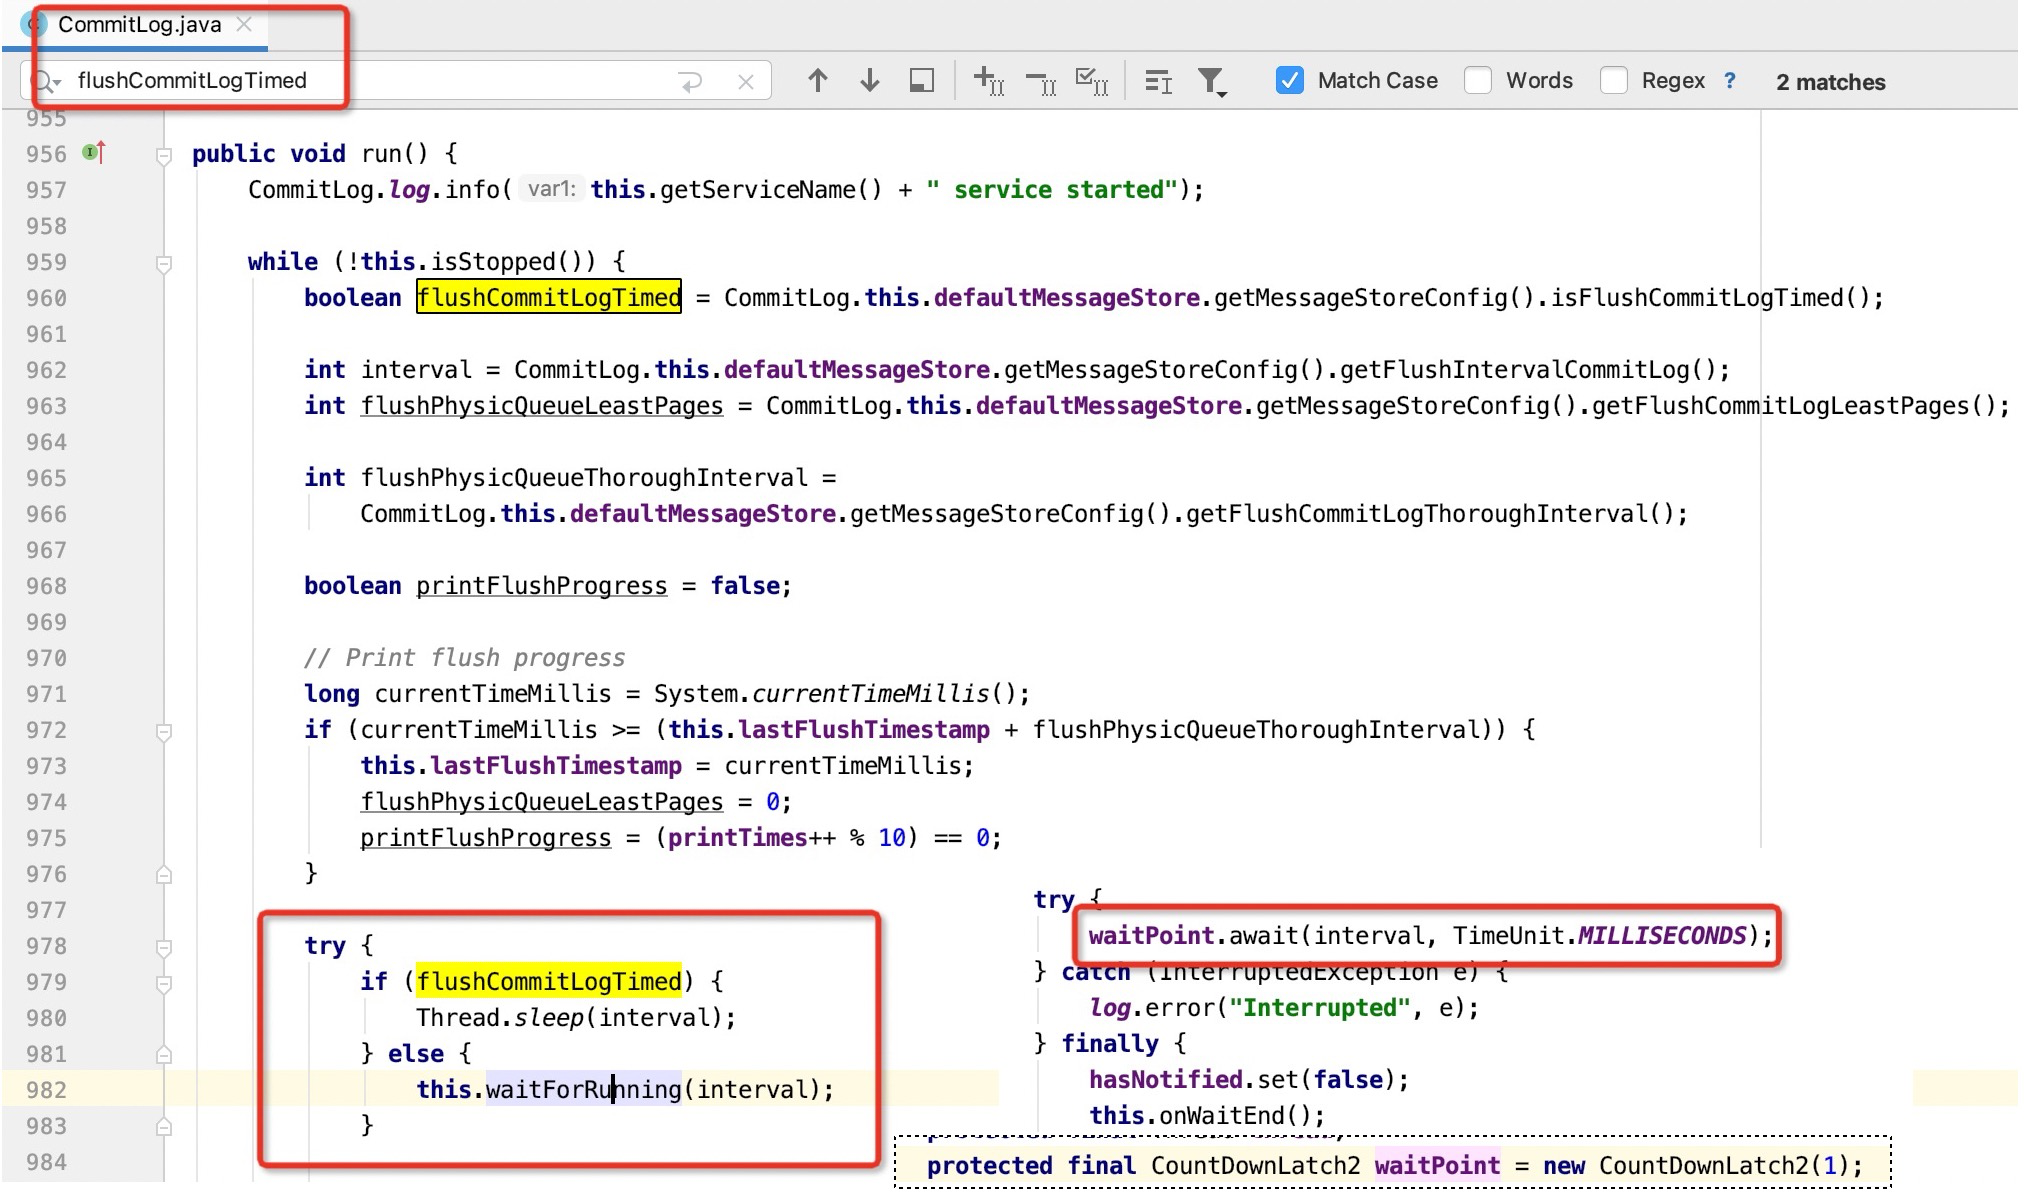 CommitLog.java
flushCommitLogTimed
Match Case
Words
Regex ?
2 matches
955
956 public void run() {
957 CommitLog.log.info( var1: this.getServiceName() + " service started");
958
959 while (!this.isStopped()) {
960 boolean flushCommitLogTimed = CommitLog.this.defaultMessageStore.getMessageStoreConfig().isFlushCommitLogTimed();
961
962 int interval = CommitLog.this.defaultMessageStore.getMessageStoreConfig().getFlushIntervalCommitLog();
963 int flushPhysicQueueLeastPages = CommitLog.this.defaultMessageStore.getMessageStoreConfig().getFlushCommitLogLeastPages();
964
965 int flushPhysicQueueThoroughInterval =
966 CommitLog.this.defaultMessageStore.getMessageStoreConfig().getFlushCommitLogThoroughInterval();
967
968 boolean printFlushProgress = false;
969
970 // Print flush progress
971 long currentTimeMillis = System.currentTimeMillis();
972 if (currentTimeMillis >= (this.lastFlushTimestamp + flushPhysicQueueThoroughInterval)) {
973 this.lastFlushTimestamp = currentTimeMillis;
974 flushPhysicQueueLeastPages = 0;
975 printFlushProgress = (printTimes++ % 10) == 0;
976 }
977
978 try {
979 if (flushCommitLogTimed) {
980 Thread.sleep(interval);
981 } else {
982 this.waitForRunning(interval);
983 }
984
try {
waitPoint.await(interval, TimeUnit.MILLISECONDS);
} catch (InterruptedException e) {
log.error("Interrupted", e);
} finally {
hasNotified.set(false);
this.onWaitEnd();
protected final CountDownLatch2 waitPoint = new CountDownLatch2(1);